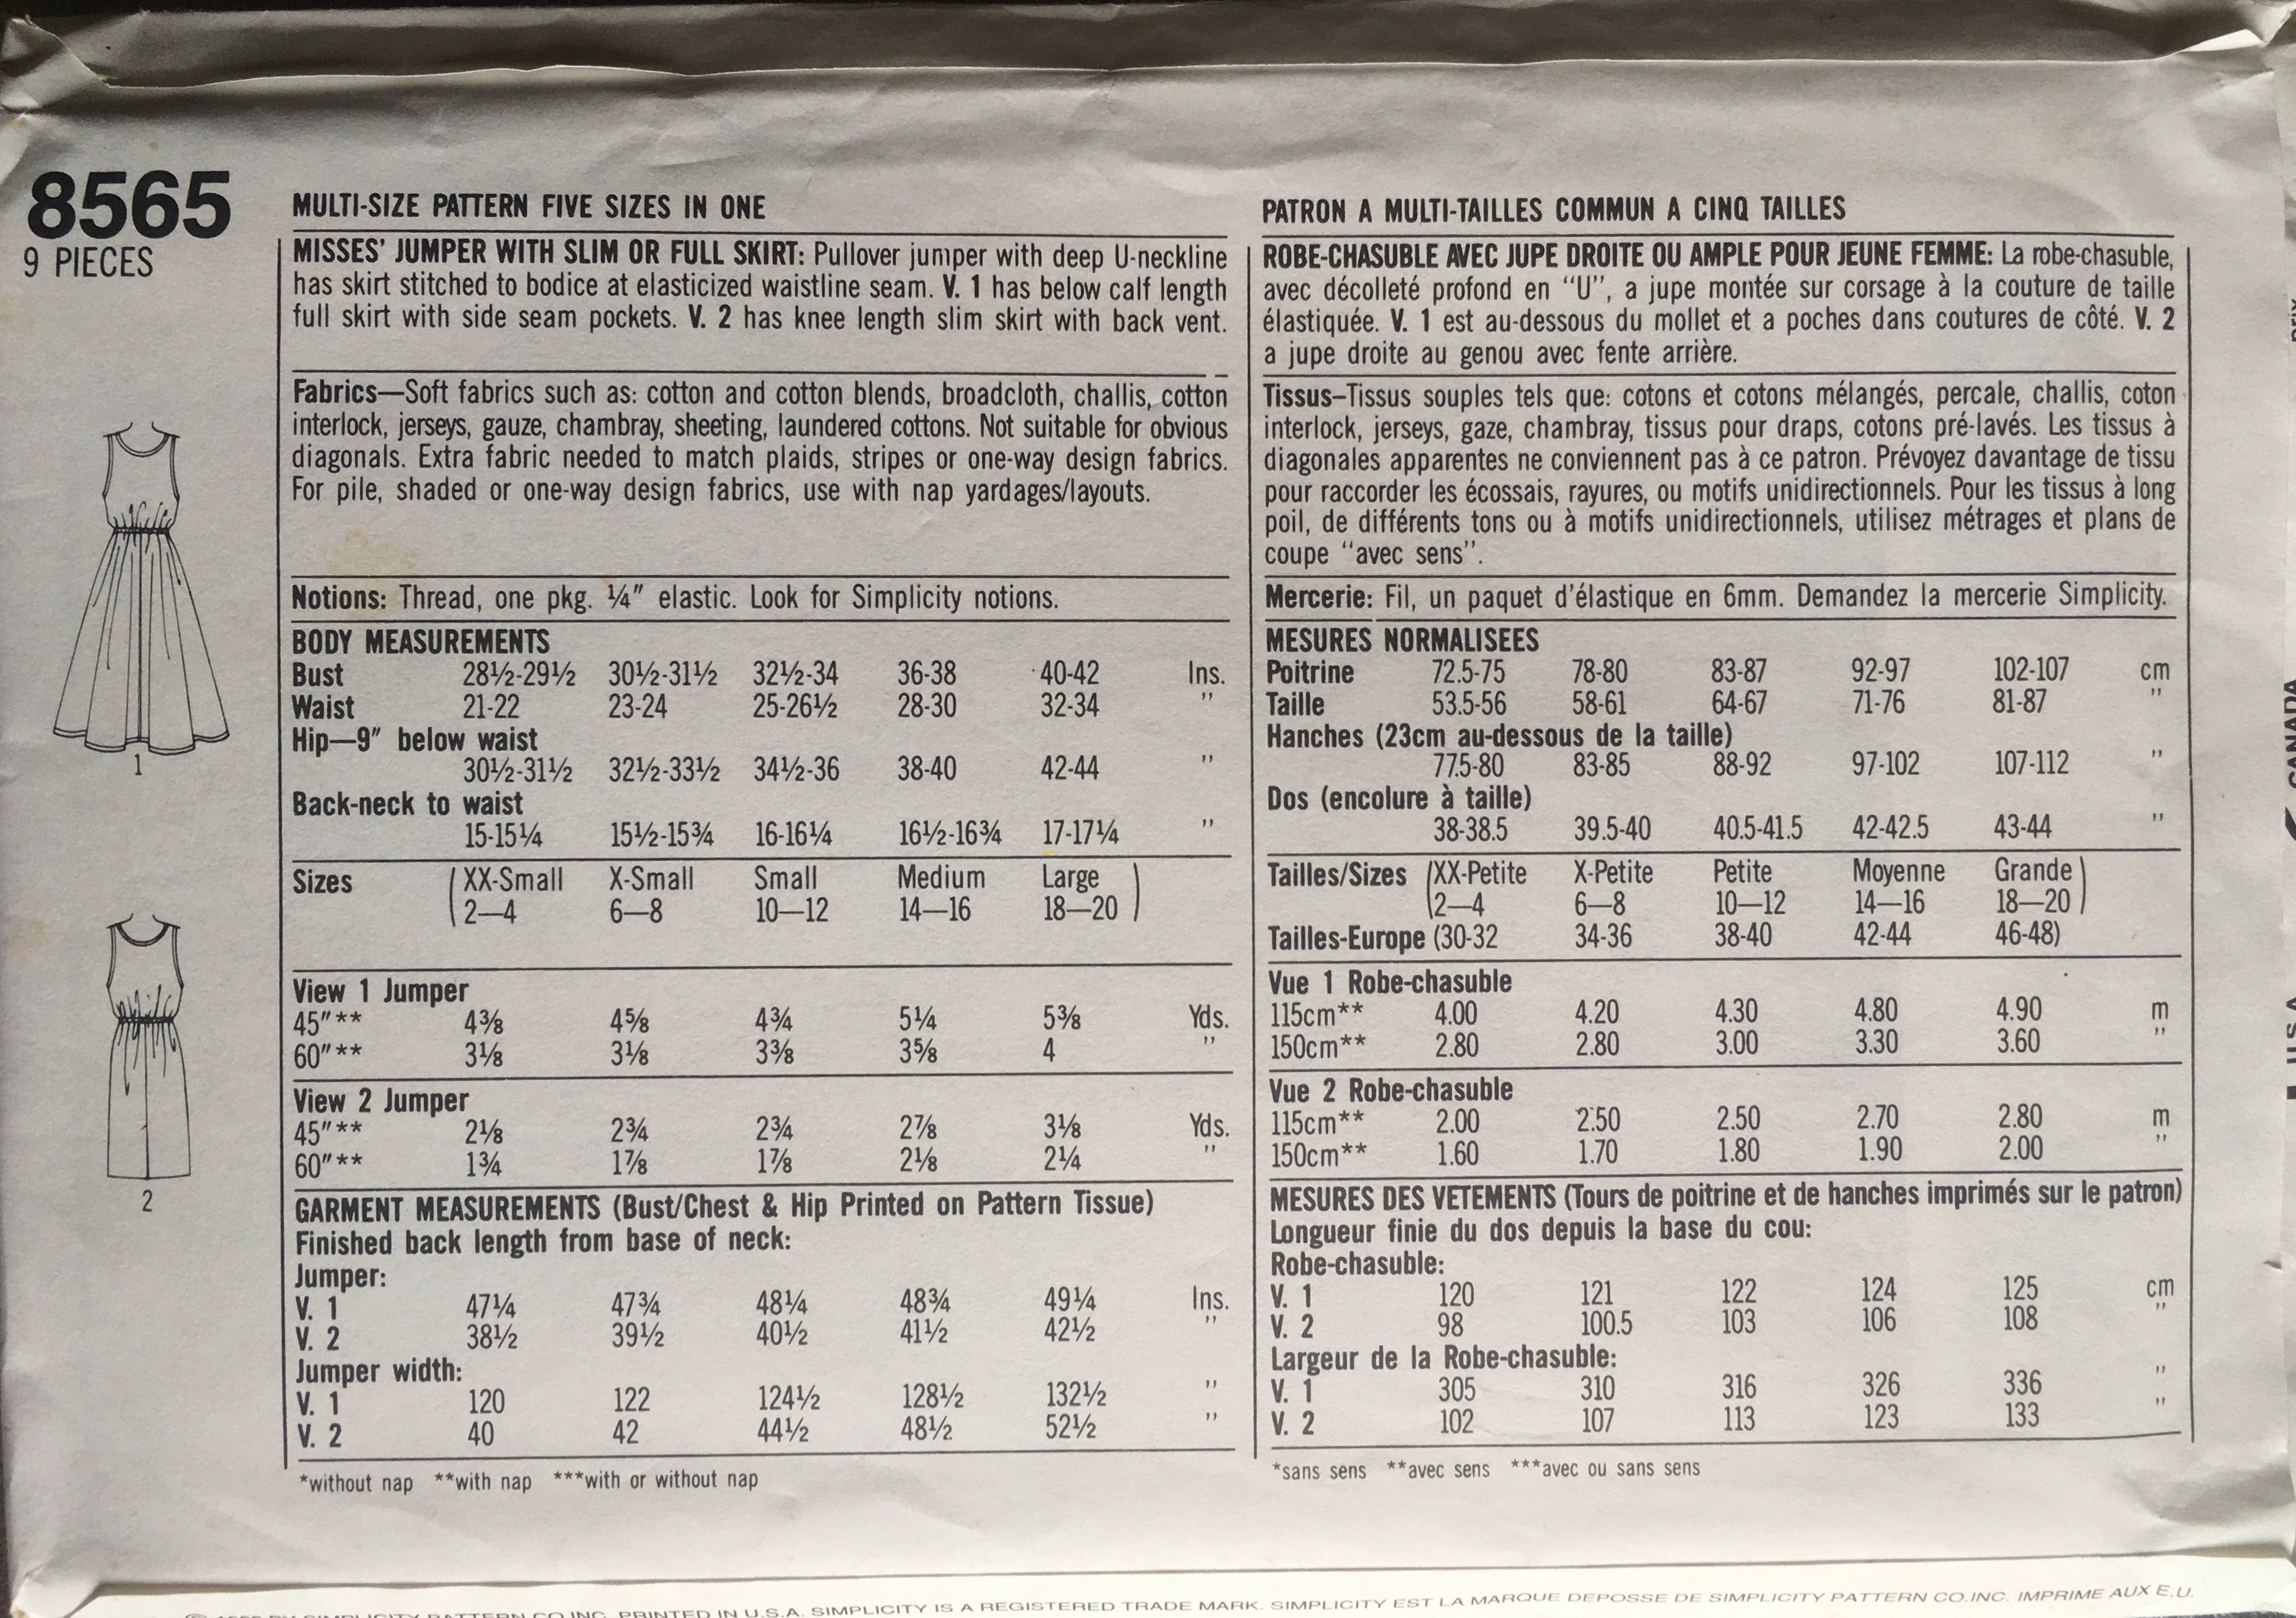 8565
9 PIECES
1
2
MULTI-SIZE PATTERN FIVE SIZES IN ONE
MISSES' JUMPER WITH SLIM OR FULL SKIRT: Pullover jumper with deep U-neckline
has skirt stitched to bodice at elasticized waistline seam. V. 1 has below calf length
full skirt with side seam pockets. V. 2 has knee length slim skirt with back vent.
Fabrics—Soft fabrics such as: cotton and cotton blends, broadcloth, challis, cotton
interlock, jerseys, gauze, chambray, sheeting, laundered cottons. Not suitable for obvious
diagonals. Extra fabric needed to match plaids, stripes or one-way design fabrics.
For pile, shaded or one-way design fabrics, use with nap yardages/layouts.
Notions: Thread, one pkg. ¼" elastic. Look for Simplicity notions.
BODY MEASUREMENTS
Bust 28½-29½ 30½-31½ 32½-34 36-38 40-42 Ins.
Waist 21-22 23-24 25-26½ 28-30 32-34 "
Hip—9" below waist
30½-31½ 32½-33½ 34½-36 38-40 42-44 "
Back-neck to waist
15-15¼ 15½-15¾ 16-16¼ 16½-16¾ 17-17¼ "
Sizes (XX-Small X-Small Small Medium Large)
2—4 6—8 10—12 14—16 18—20
View 1 Jumper
45"** 4⅜ 4⅝ 4¾ 5¼ 5⅜ Yds.
60"** 3⅛ 3⅛ 3⅜ 3⅝ 4 "
View 2 Jumper
45"** 2⅛ 2¾ 2¾ 2⅞ 3⅛ Yds.
60"** 1¾ 1⅞ 1⅞ 2⅛ 2¼ "
GARMENT MEASUREMENTS (Bust/Chest & Hip Printed on Pattern Tissue)
Finished back length from base of neck:
Jumper:
V. 1 47¼ 47¾ 48¼ 48¾ 49¼ Ins.
V. 2 38½ 39½ 40½ 41½ 42½ "
Jumper width:
V. 1 120 122 124½ 128½ 132½ "
V. 2 40 42 44½ 48½ 52½ "
*without nap **with nap ***with or without nap
PATRON A MULTI-TAILLES COMMUN A CINQ TAILLES
ROBE-CHASUBLE AVEC JUPE DROITE OU AMPLE POUR JEUNE FEMME: La robe-chasuble,
avec décolleté profond en "U", a jupe montée sur corsage à la couture de taille
élastiquée. V. 1 est au-dessous du mollet et a poches dans coutures de côté. V. 2
a jupe droite au genou avec fente arrière.
Tissus–Tissus souples tels que: cotons et cotons mélangés, percale, challis, coton
interlock, jerseys, gaze, chambray, tissus pour draps, cotons pré-lavés. Les tissus à
diagonales apparentes ne conviennent pas à ce patron. Prévoyez davantage de tissu
pour raccorder les écossais, rayures, ou motifs unidirectionnels. Pour les tissus à long
poil, de différents tons ou à motifs unidirectionnels, utilisez métrages et plans de
coupe "avec sens".
Mercerie: Fil, un paquet d'élastique en 6mm. Demandez la mercerie Simplicity.
MESURES NORMALISEES
Poitrine 72.5-75 78-80 83-87 92-97 102-107 cm
Taille 53.5-56 58-61 64-67 71-76 81-87 "
Hanches (23cm au-dessous de la taille)
77.5-80 83-85 88-92 97-102 107-112 "
Dos (encolure à taille)
38-38.5 39.5-40 40.5-41.5 42-42.5 43-44 "
Tailles/Sizes (XX-Petite X-Petite Petite Moyenne Grande)
2—4 6—8 10—12 14—16 18—20
Tailles-Europe (30-32 34-36 38-40 42-44 46-48)
Vue 1 Robe-chasuble
115cm** 4.00 4.20 4.30 4.80 4.90 m
150cm** 2.80 2.80 3.00 3.30 3.60 "
Vue 2 Robe-chasuble
115cm** 2.00 2.50 2.50 2.70 2.80 m
150cm** 1.60 1.70 1.80 1.90 2.00 "
MESURES DES VETEMENTS (Tours de poitrine et de hanches imprimés sur le patron)
Longueur finie du dos depuis la base du cou:
Robe-chasuble:
V. 1 120 121 122 124 125 cm
V. 2 98 100.5 103 106 108 "
Largeur de la Robe-chasuble:
V. 1 305 310 316 326 336 "
V. 2 102 107 113 123 133 "
*sans sens **avec sens ***avec ou sans sens
CANADA
PRINTED IN U.S.A. SIMPLICITY IS A REGISTERED TRADE MARK. SIMPLICITY EST LA MARQUE DEPOSSE DE SIMPLICITY PATTERN CO.INC. IMPRIME AUX E.U.